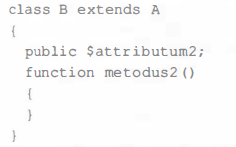 class B extends A
{
public $attributum2;
function metodus2()
{
}
}